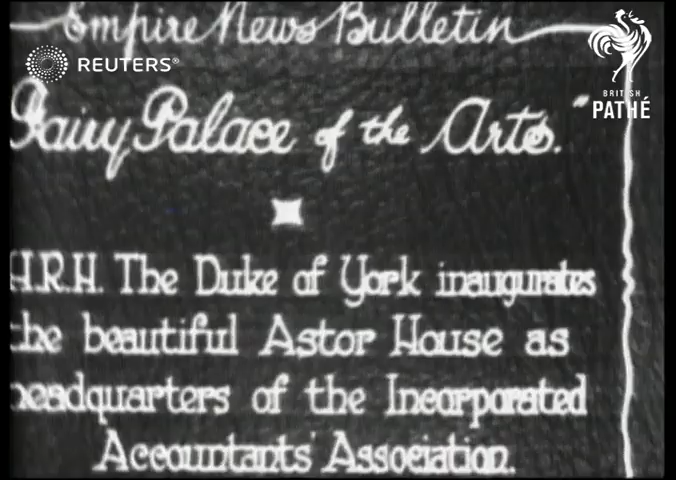 Empire News Bulletin
REUTERS®
BRITISH
PATHÉ
Fairy Palace of the Arts."
H.R.H. The Duke of York inaugurates
the beautiful Astor House as
headquarters of the Incorporated
Accountants' Association.